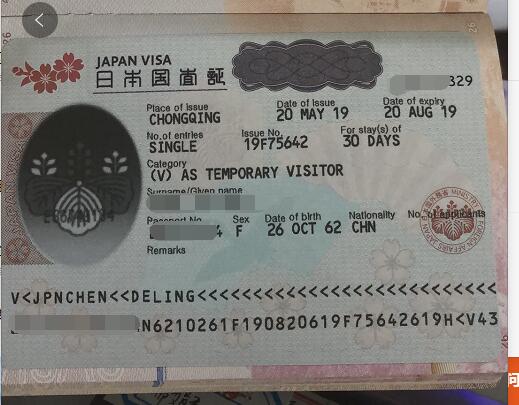 JAPAN VISA
日本国査証
329
Place of issue Date of issue Date of expiry
CHONGQING 20 MAY 19 20 AUG 19
No.of entries Issue No. For stay(s) of
SINGLE 19F75642 30 DAYS
Category
(V) AS TEMPORARY VISITOR
Surname/Given name
Passport No. Sex Date of birth Nationality No. of applicants
4 F 26 OCT 62 CHN
Remarks
V<JPNCHEN<<DELING<<<<<<<<<<<<<<<<<<<<<<<<<<
N6210261F190820619F75642619H<V43
26
问